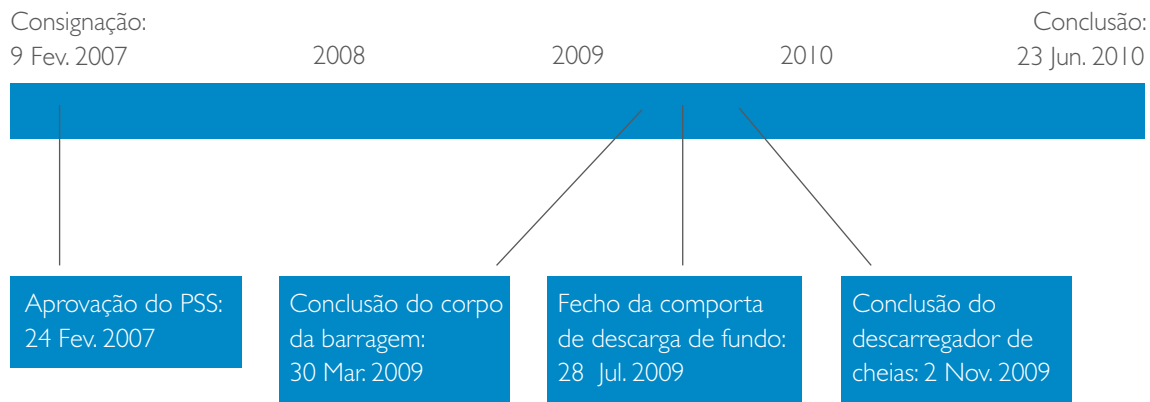 Consignação:
9 Fev. 2007
2008
2009
2010
Conclusão:
23 Jun. 2010
Aprovação do PSS:
24 Fev. 2007
Conclusão do corpo
da barragem:
30 Mar. 2009
Fecho da comporta
de descarga de fundo:
28 Jul. 2009
Conclusão do
descarregador de
cheias: 2 Nov. 2009